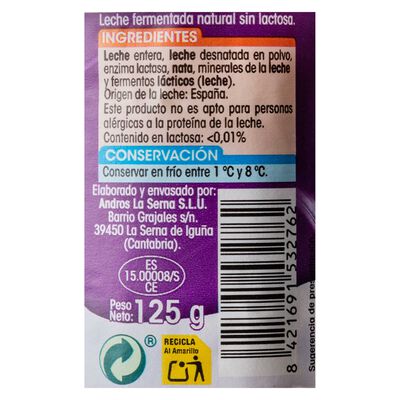 Leche fermentada natural sin lactosa.
INGREDIENTES
Leche entera, leche desnatada en polvo,
enzima lactasa, nata, minerales de la leche
y fermentos lácticos (leche).
Origen de la leche: España.
Este producto no es apto para personas
alérgicas a la proteína de la leche.
Contenido en lactosa: <0,01%
CONSERVACIÓN
Conservar en frío entre 1 °C y 8 °C.
Elaborado y envasado por:
Andros La Serna S.L.U.
Barrio Grajales s/n.
39450 La Serna de Iguña
(Cantabria).
ES
15.00008/S
CE
Peso
Neto: 125 g
®
RECICLA
Al Amarillo
8 421691 532762
Sugerencia de pres